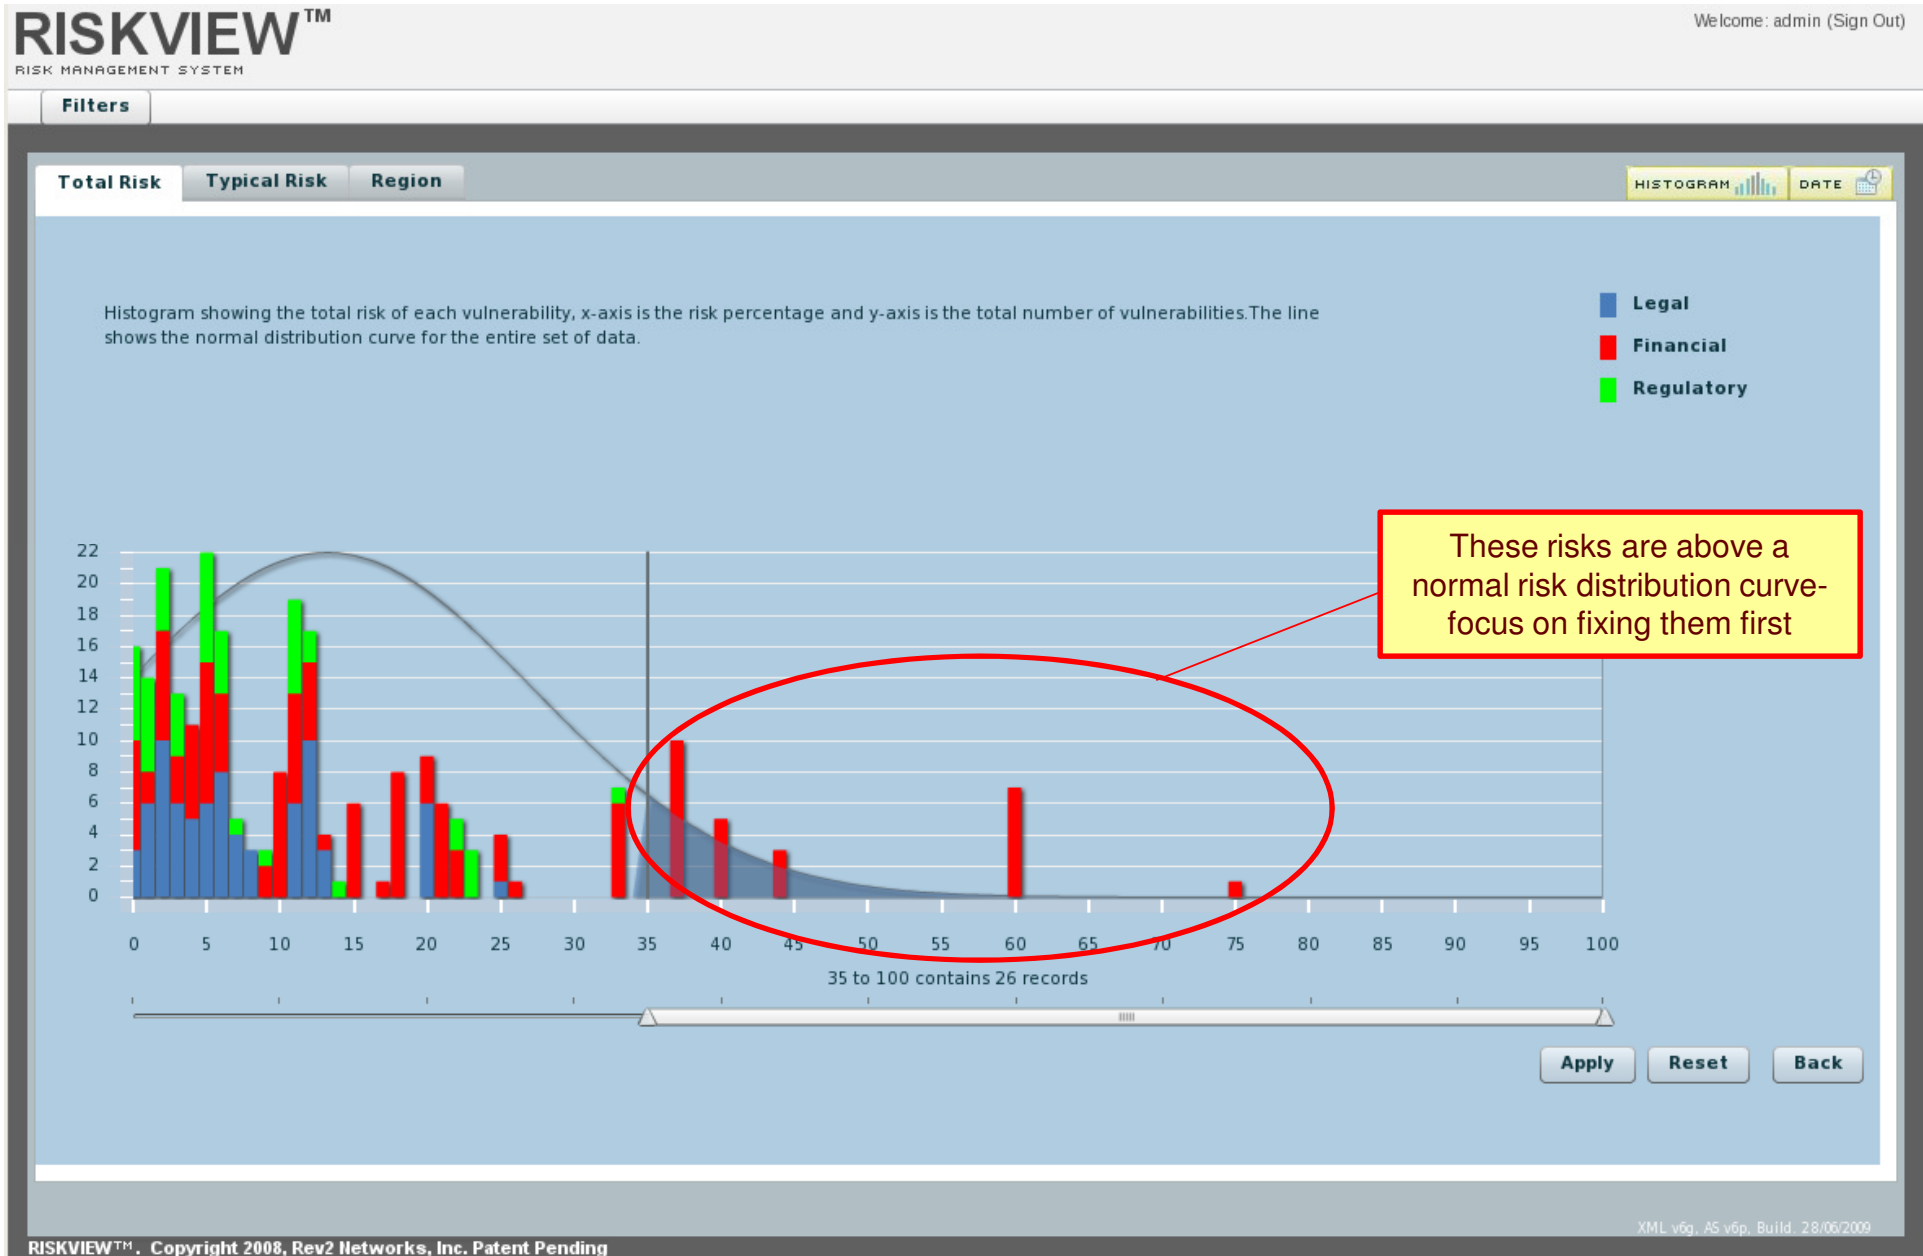 RISKVIEW™
RISK MANAGEMENT SYSTEM
Welcome: admin (Sign Out)
Filters
Total Risk
Typical Risk
Region
HISTOGRAM
DATE
Histogram showing the total risk of each vulnerability, x-axis is the risk percentage and y-axis is the total number of vulnerabilities.The line
shows the normal distribution curve for the entire set of data.
Legal
Financial
Regulatory
These risks are above a
normal risk distribution curve-
focus on fixing them first
22
20
18
16
14
12
10
8
6
4
2
0
0 5 10 15 20 25 30 35 40 45 50 55 60 65 70 75 80 85 90 95 100
35 to 100 contains 26 records
Apply
Reset
Back
XML v6g, AS v6p, Build. 28/06/2009
RISKVIEW™. Copyright 2008, Rev2 Networks, Inc. Patent Pending